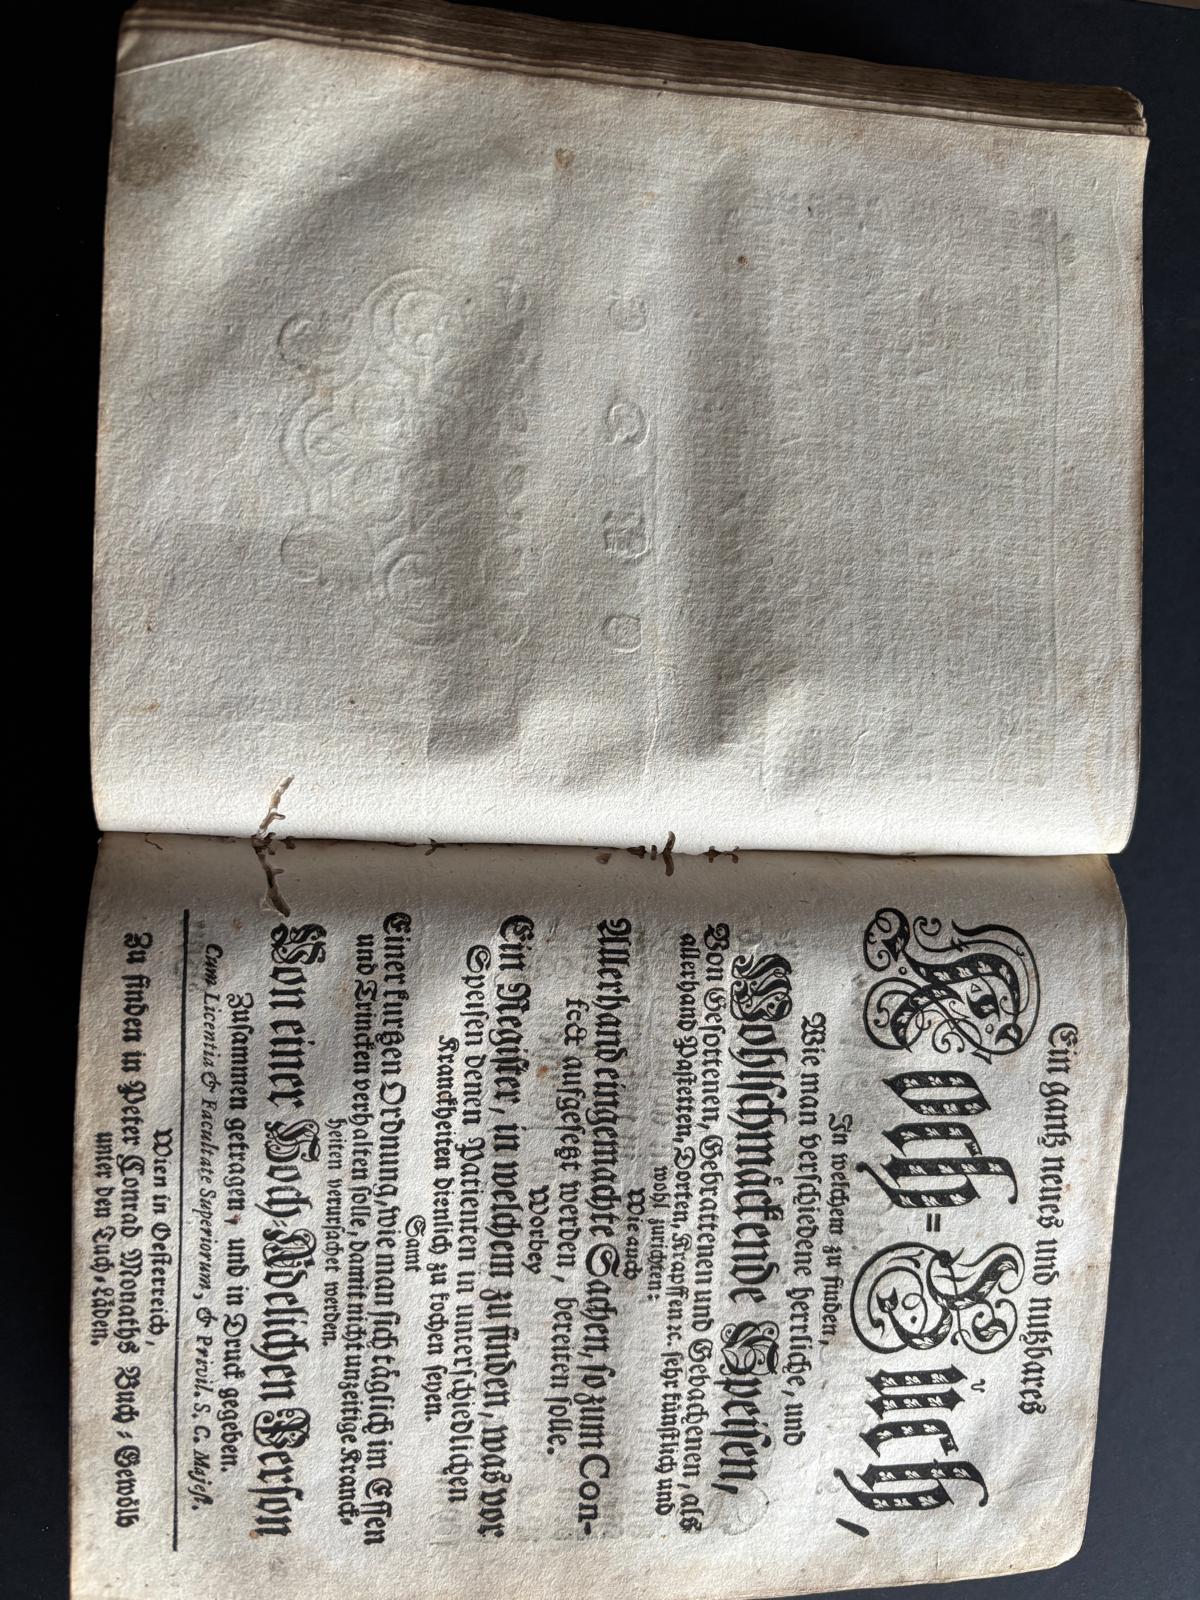 Ein gantz neues und nutzbares
Koch-Buͦch,
In welchem zu finden,
Wie man verschiedene herrliche, und
Wohlschmäckende Speisen,
Von Gesottenen, Gebrattenen und Gebachenen, als
allerhand Pastetten, Dorten, Krapffen ꝛc. sehr künstlich und
wohl zurichten:
Wie auch
Allerhand eingemachte Sachen, so zum Con-
fect aufgesetzt werden, bereiten solle.
Worbey
Ein Register, in welchem zu finden, was vor
Speisen denen Patienen in unterschiedlichen
Kranckheiten dienlich zu kochen seyen.
Samt
Einer kurtzen Ordnung, wie man sich täglich im Essen
und Trincken verhalten solle, damit nicht unzeitige Kranck-
heiten verursachet werden.
Von einer Hoch-Adelichen Person
Zusammen getragen, und in Druck gegeben.
Cum Licentia & Facultate Superiorum, & Privil. S. C. Majest.
Wien in Oesterreich,
Zu finden in Peter Conrad Monaths Buch-Gewölb
unter den Tuch-Läden.